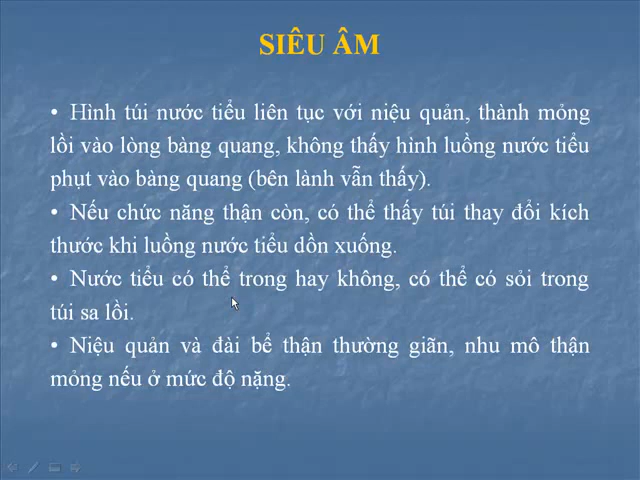 SIÊU ÂM
• Hình túi nước tiểu liên tục với niệu quản, thành mỏng
lồi vào lòng bàng quang, không thấy hình luồng nước tiểu
phụt vào bàng quang (bên lành vẫn thấy).
• Nếu chức năng thận còn, có thể thấy túi thay đổi kích
thước khi luồng nước tiểu dồn xuống.
• Nước tiểu có thể trong hay không, có thể có sỏi trong
túi sa lồi.
• Niệu quản và đài bể thận thường giãn, nhu mô thận
mỏng nếu ở mức độ nặng.